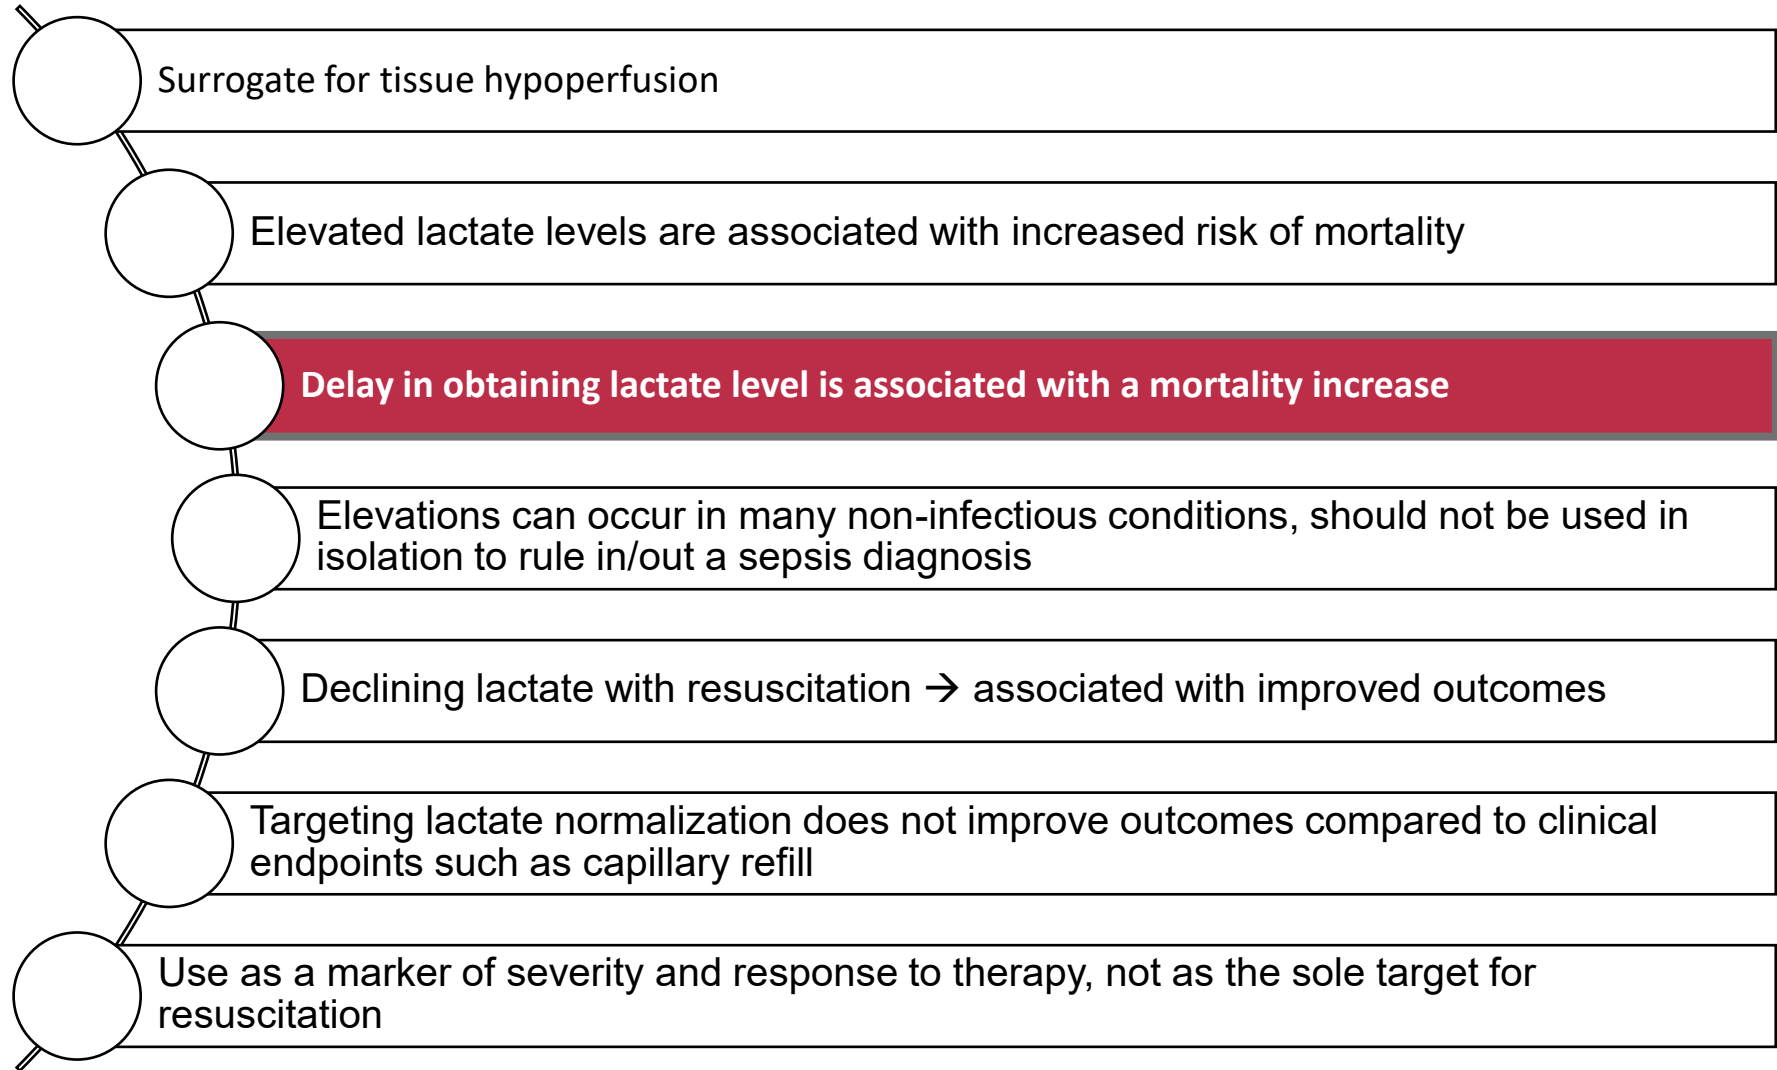 Surrogate for tissue hypoperfusion
Elevated lactate levels are associated with increased risk of mortality
Delay in obtaining lactate level is associated with a mortality increase
Elevations can occur in many non-infectious conditions, should not be used in
isolation to rule in/out a sepsis diagnosis
Declining lactate with resuscitation → associated with improved outcomes
Targeting lactate normalization does not improve outcomes compared to clinical
endpoints such as capillary refill
Use as a marker of severity and response to therapy, not as the sole target for
resuscitation